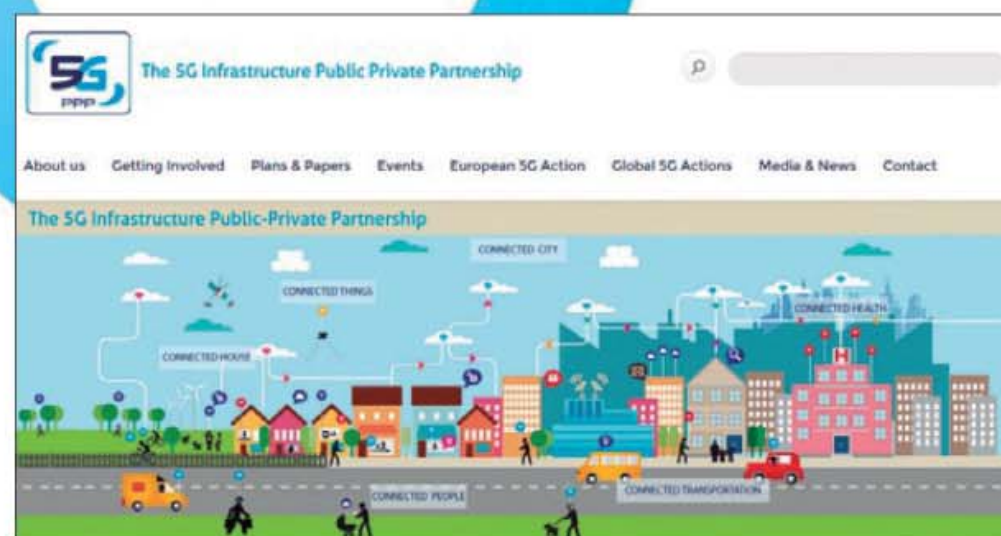 5G
PPP
The 5G Infrastructure Public Private Partnership
About us Getting Involved Plans & Papers Events European 5G Action Global 5G Actions Media & News Contact
The 5G Infrastructure Public-Private Partnership
CONNECTED CITY
CONNECTED THINGS
CONNECTED HEALTH
CONNECTED HOUSE
H
CONNECTED PEOPLE
CONNECTED TRANSPORTATION